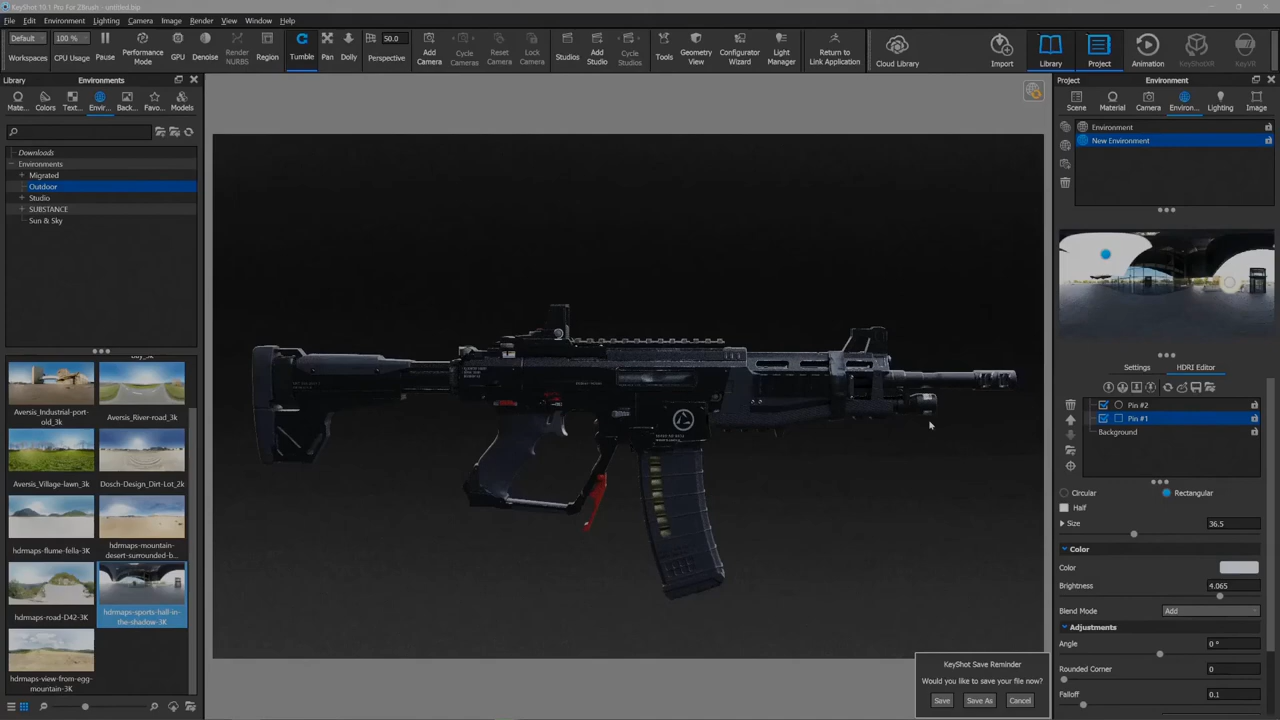 KeyShot 10.1 Pro For ZBrush - untitled.bip
File Edit Environment Lighting Camera Image Render View Window Help
Default 100 % 50.0
Workspaces CPU Usage Pause Performance Mode GPU Denoise Render NURBS Region Tumble Pan Dolly Perspective Add Camera Cycle Cameras Reset Camera Lock Camera Studios Add Studio Cycle Studios Tools Geometry View Configurator Wizard Light Manager Return to Link Application Cloud Library Import Library Project Animation KeyShotXR KeyVR
Library Environments
Mate... Colors Text... Envir... Back... Favo... Models
Downloads
Environments
Migrated
Outdoor
Studio
SUBSTANCE
Sun & Sky
Bay_3k
Aversis_Industrial-port-old_3k
Aversis_River-road_3k
Aversis_Village-lawn_3k
Dosch-Design_Dirt-Lot_2k
hdrmaps-flume-fella-3K
hdrmaps-mountain-desert-surrounded-b...
hdrmaps-road-D42-3K
hdrmaps-sports-hall-in-the-shadow-3K
hdrmaps-view-from-egg-mountain-3K
Project Environment
Scene Material Camera Environ... Lighting Image
Environment
New Environment
Settings HDRI Editor
Pin #2
Pin #1
Background
Circular Rectangular
Half
Size 36.5
Color
Color
Brightness 4.065
Blend Mode Add
Adjustments
Angle 0 °
Rounded Corner 0
Falloff 0.1
KeyShot Save Reminder
Would you like to save your file now?
Save Save As Cancel